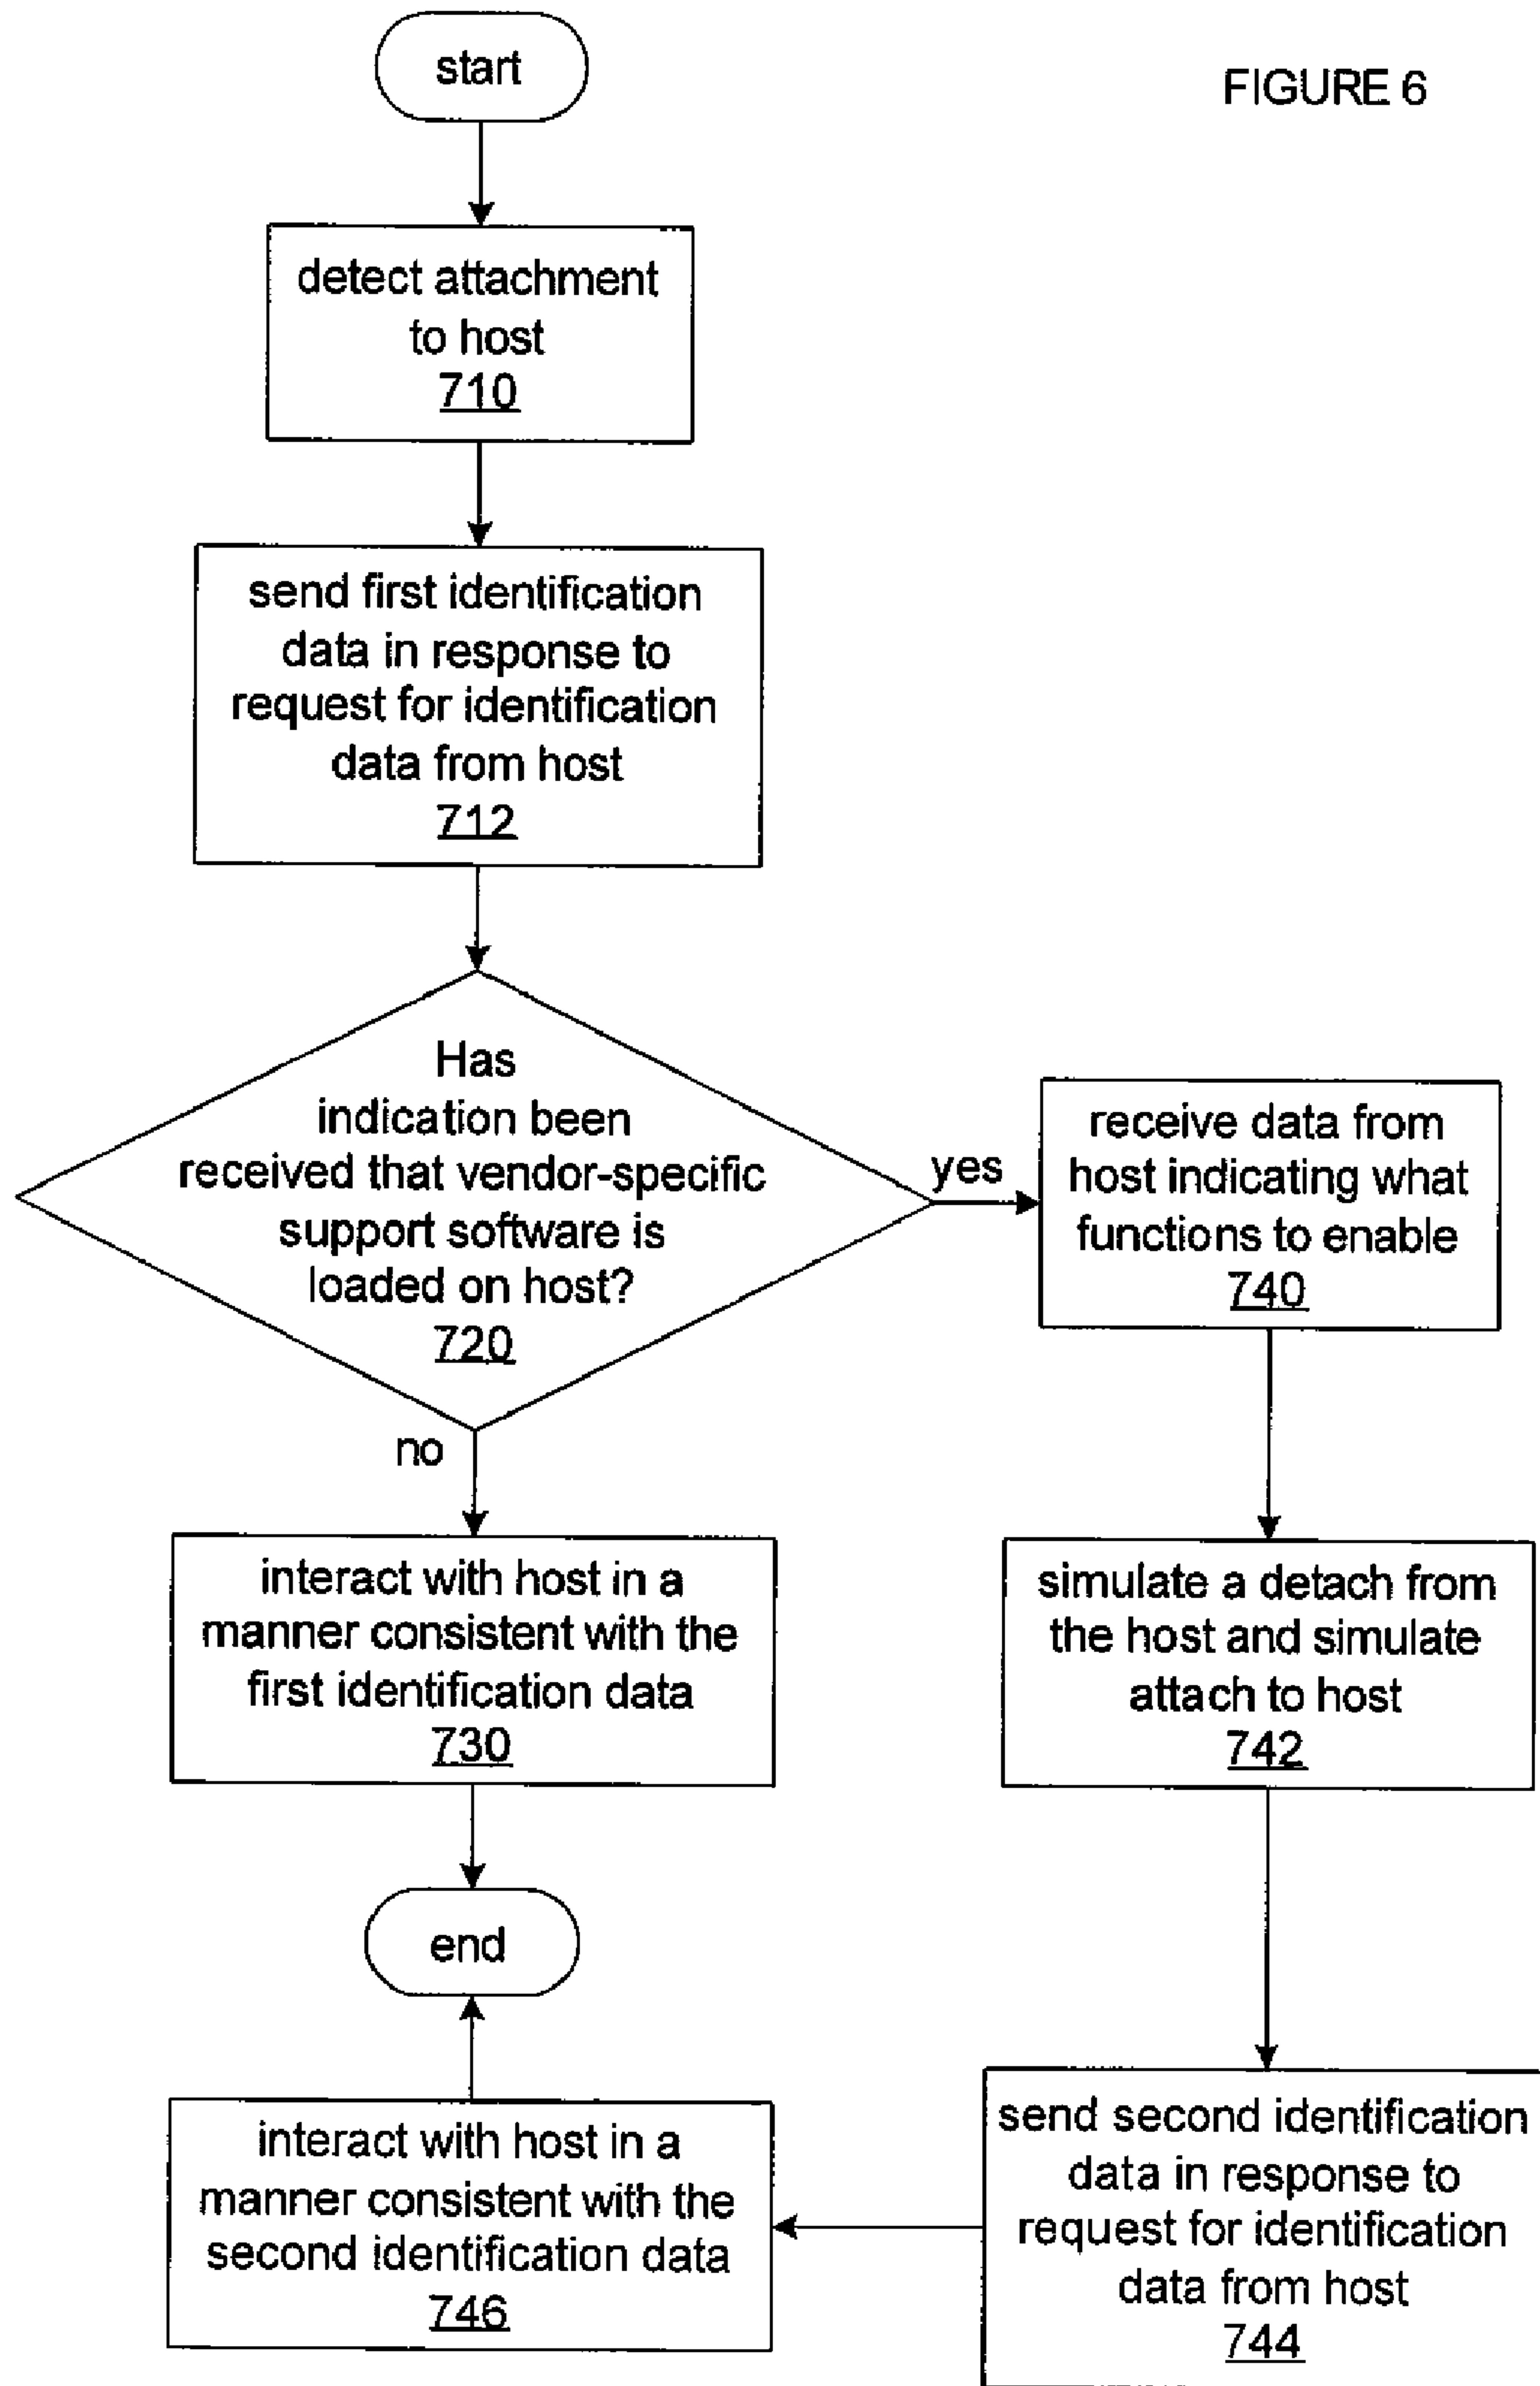 start
FIGURE 6
detect attachment
to host
710
send first identification
data in response to
request for identification
data from host
712
Has
indication been
received that vendor-specific
support software is
loaded on host?
720
yes
no
receive data from
host indicating what
functions to enable
740
interact with host in a
manner consistent with the
first identification data
730
simulate a detach from
the host and simulate
attach to host
742
end
send second identification
data in response to
request for identification
data from host
744
interact with host in a
manner consistent with the
second identification data
746